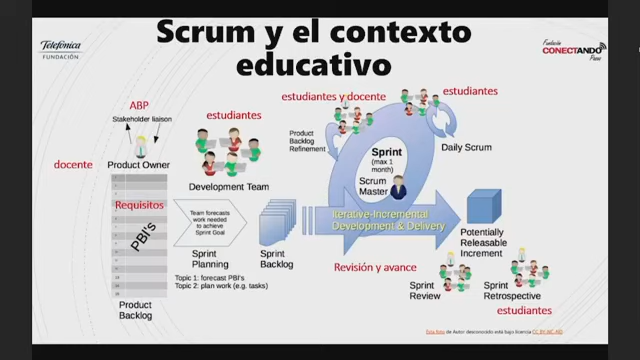 Scrum y el contexto
educativo
Telefónica
FUNDACIÓN
Fundación
CONECTANDO
ABP
Stakeholder liaison
docente
Product Owner
estudiantes
Development Team
estudiantes y docente
estudiantes
Product
Backlog
Refinement
Sprint
(max 1
month)
Scrum
Master
Daily Scrum
Requisitos
PBI's
Team forecasts
work needed
to achieve
Sprint Goal
Sprint
Planning
Topic 1: forecast PBI's
Topic 2: plan work (e.g. tasks)
Sprint
Backlog
Iterative-Incremental
Development & Delivery
Potentially
Releasable
Increment
Revisión y avance
Sprint
Review
Sprint
Retrospective
estudiantes
Product
Backlog
Esta foto de Autor desconocido está bajo licencia CC BY-NC-ND